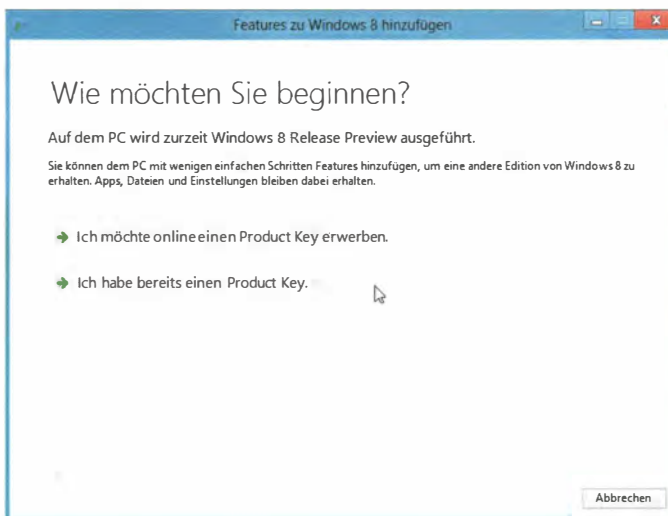 Features zu Windows 8 hinzufügen
Wie möchten Sie beginnen?
Auf dem PC wird zurzeit Windows 8 Release Preview ausgeführt.
Sie können dem PC mit wenigen einfachen Schritten Features hinzufügen, um eine andere Edition von Windows 8 zu
erhalten. Apps, Dateien und Einstellungen bleiben dabei erhalten.
Ich möchte online einen Product Key erwerben.
Ich habe bereits einen Product Key.
Abbrechen